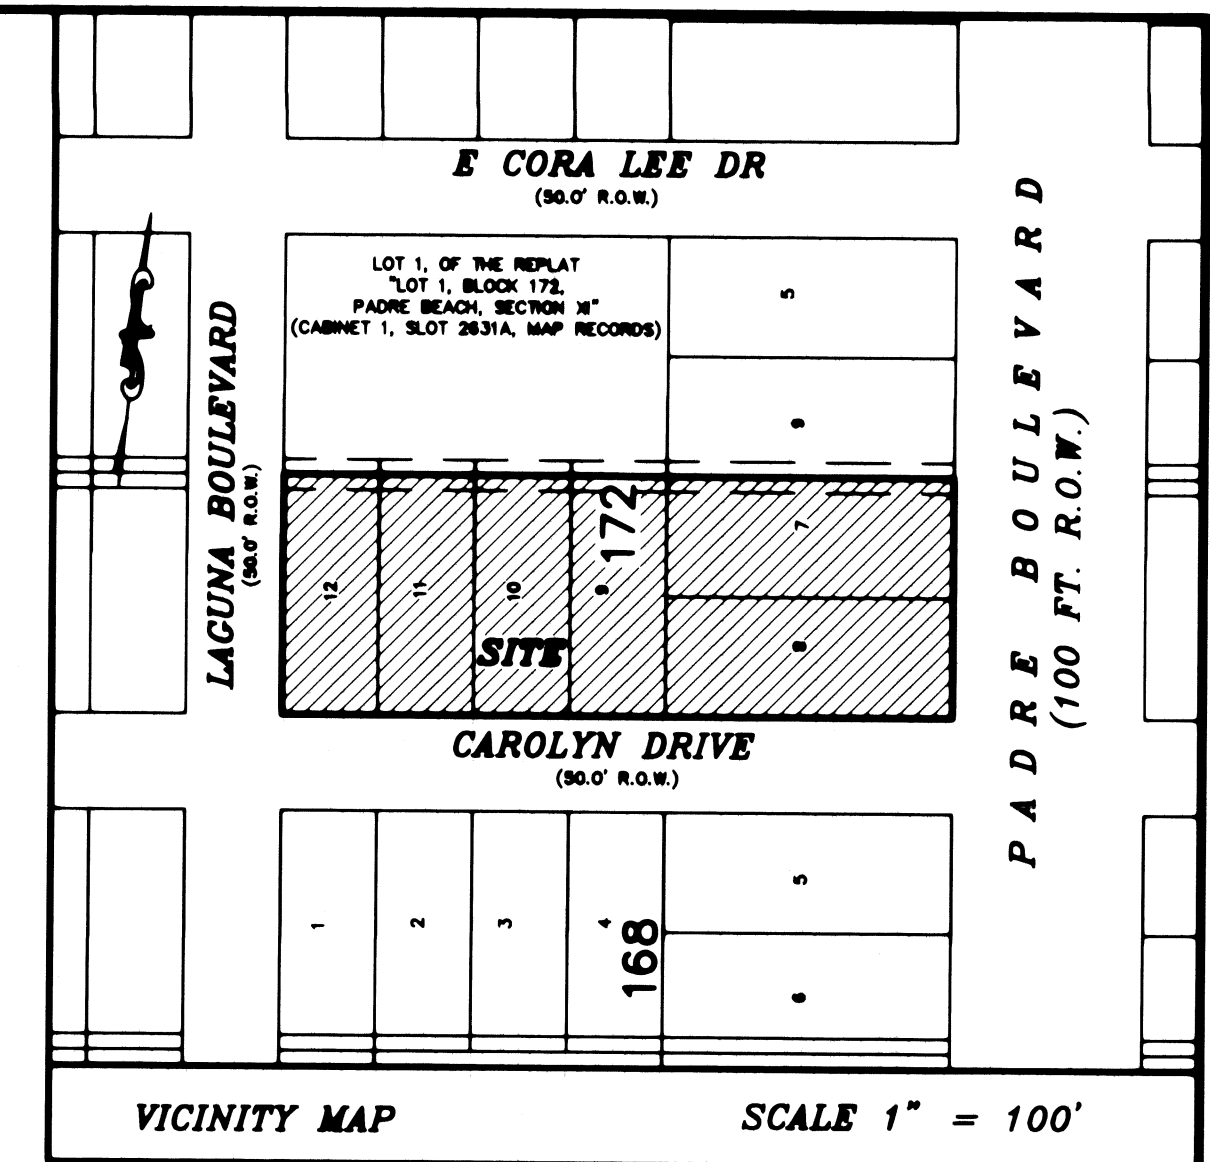 E CORA LEE DR
(50.0' R.O.W.)
LOT 1, OF THE REPLAT
"LOT 1, BLOCK 172,
PADRE BEACH, SECTION XI"
(CABINET 1, SLOT 2631A, MAP RECORDS)
5
9
LAGUNA BOULEVARD
(50.0' R.O.W.)
PADRE BOULEVARD
(100 FT. R.O.W.)
172
12
11
10
9
7
8
SITE
CAROLYN DRIVE
(50.0' R.O.W.)
1
2
3
4
168
5
6
VICINITY MAP
SCALE 1" = 100'